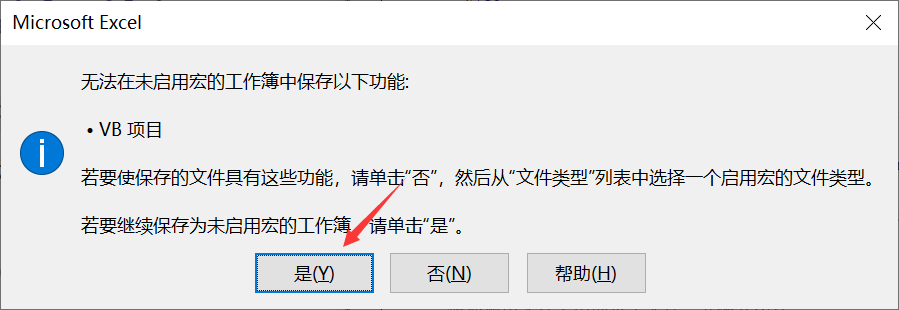 Microsoft Excel
无法在未启用宏的工作簿中保存以下功能:
• VB 项目
若要使保存的文件具有这些功能，请单击“否”，然后从“文件类型”列表中选择一个启用宏的文件类型。
若要继续保存为未启用宏的工作簿，请单击“是”。
是(Y) 否(N) 帮助(H)